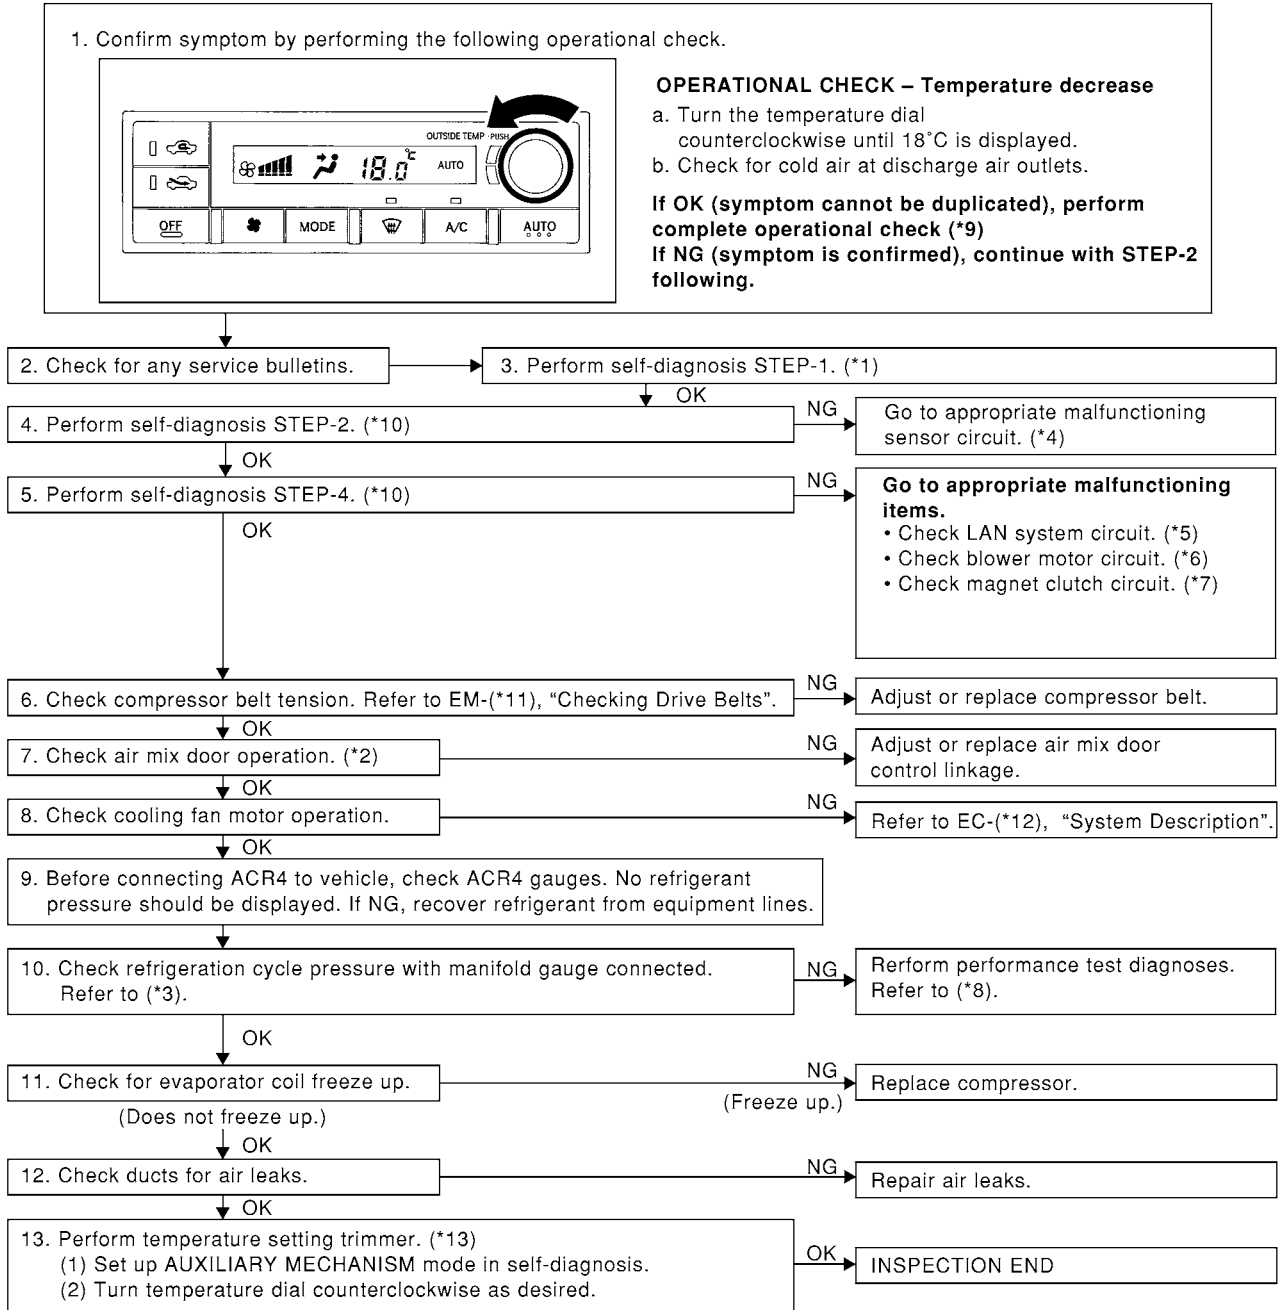 1. Confirm symptom by performing the following operational check.
OUTSIDE TEMP ·PUSH
18.0°C
AUTO
OFF
MODE
A/C
AUTO
OPERATIONAL CHECK – Temperature decrease
a. Turn the temperature dial
counterclockwise until 18˚C is displayed.
b. Check for cold air at discharge air outlets.
If OK (symptom cannot be duplicated), perform
complete operational check (*9)
If NG (symptom is confirmed), continue with STEP-2
following.
2. Check for any service bulletins.
3. Perform self-diagnosis STEP-1. (*1)
OK
4. Perform self-diagnosis STEP-2. (*10)
NG
Go to appropriate malfunctioning
sensor circuit. (*4)
OK
5. Perform self-diagnosis STEP-4. (*10)
NG
Go to appropriate malfunctioning
items.
• Check LAN system circuit. (*5)
• Check blower motor circuit. (*6)
• Check magnet clutch circuit. (*7)
OK
6. Check compressor belt tension. Refer to EM-(*11), “Checking Drive Belts”.
NG
Adjust or replace compressor belt.
OK
7. Check air mix door operation. (*2)
NG
Adjust or replace air mix door
control linkage.
OK
8. Check cooling fan motor operation.
NG
Refer to EC-(*12), “System Description”.
OK
9. Before connecting ACR4 to vehicle, check ACR4 gauges. No refrigerant
pressure should be displayed. If NG, recover refrigerant from equipment lines.
10. Check refrigeration cycle pressure with manifold gauge connected.
Refer to (*3).
NG
Rerform performance test diagnoses.
Refer to (*8).
OK
11. Check for evaporator coil freeze up.
NG
(Freeze up.)
Replace compressor.
(Does not freeze up.)
OK
12. Check ducts for air leaks.
NG
Repair air leaks.
OK
13. Perform temperature setting trimmer. (*13)
(1) Set up AUXILIARY MECHANISM mode in self-diagnosis.
(2) Turn temperature dial counterclockwise as desired.
OK
INSPECTION END